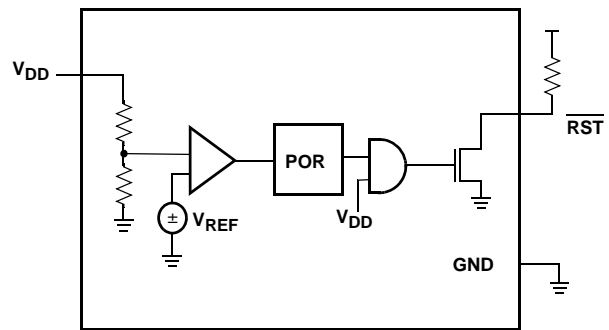 VDD
POR
RST
VREF
VDD
GND
±